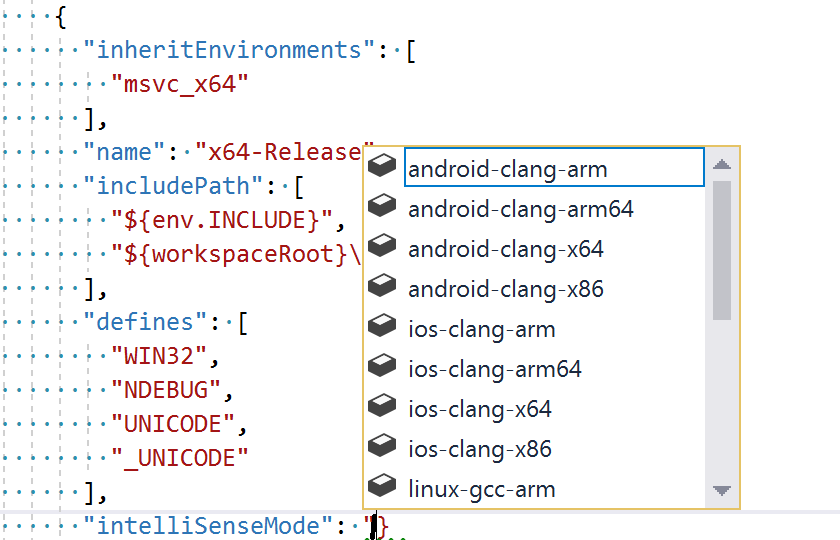 {
"inheritEnvironments": [
"msvc_x64"
],
"name": "x64-Release"
"includePath": [
"${env.INCLUDE}",
"${workspaceRoot}\
],
"defines": [
"WIN32",
"NDEBUG",
"UNICODE",
"_UNICODE"
],
"intelliSenseMode": "}
android-clang-arm
android-clang-arm64
android-clang-x64
android-clang-x86
ios-clang-arm
ios-clang-arm64
ios-clang-x64
ios-clang-x86
linux-gcc-arm